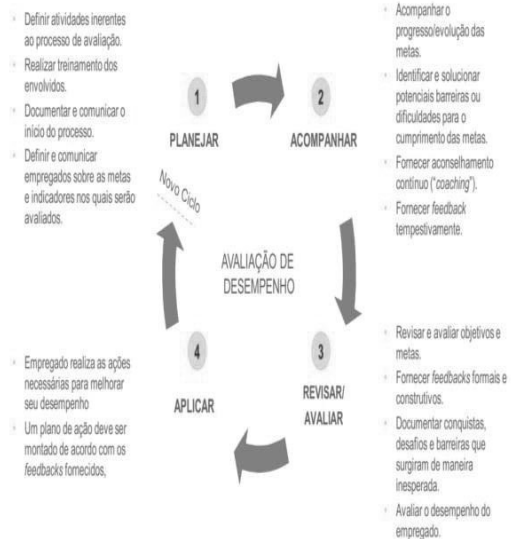 Definir atividades inerentes
ao processo de avaliação.
Realizar treinamento dos
envolvidos.
Documentar e comunicar o
início do processo.
Definir e comunicar
empregados sobre as metas
e indicadores nos quais serão
avaliados.
1
PLANEJAR
2
ACOMPANHAR
Acompanhar o
progresso/evolução das
metas.
Identificar e solucionar
potenciais barreiras ou
dificuldades para o
cumprimento das metas.
Fornecer aconselhamento
contínuo ("coaching").
Fornecer feedback
tempestivamente.
Novo Ciclo
AVALIAÇÃO DE
DESEMPENHO
3
REVISAR/
AVALIAR
Revisar e avaliar objetivos e
metas.
Fornecer feedbacks formais e
construtivos.
Documentar conquistas,
desafios e barreiras que
surgiram de maneira
inesperada.
Avaliar o desempenho do
empregado.
4
APLICAR
Empregado realiza as ações
necessárias para melhorar
seu desempenho
Um plano de ação deve ser
montado de acordo com os
feedbacks fornecidos,